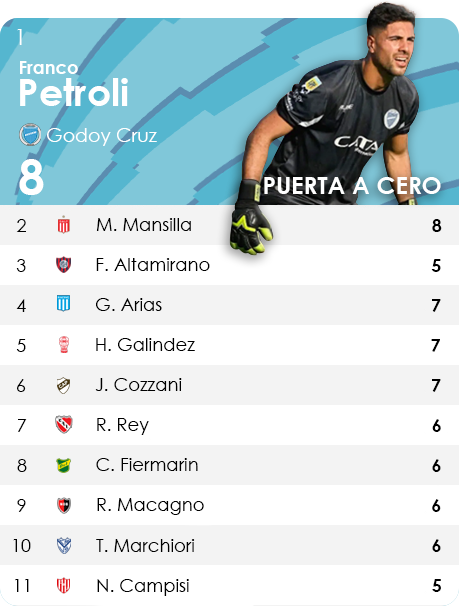 1
Franco
Petroli
Godoy Cruz
8
PUERTA A CERO
2 M. Mansilla 8
3 F. Altamirano 5
4 G. Arias 7
5 H. Galindez 7
6 J. Cozzani 7
7 R. Rey 6
8 C. Fiermarin 6
9 R. Macagno 6
10 T. Marchiori 6
11 N. Campisi 5